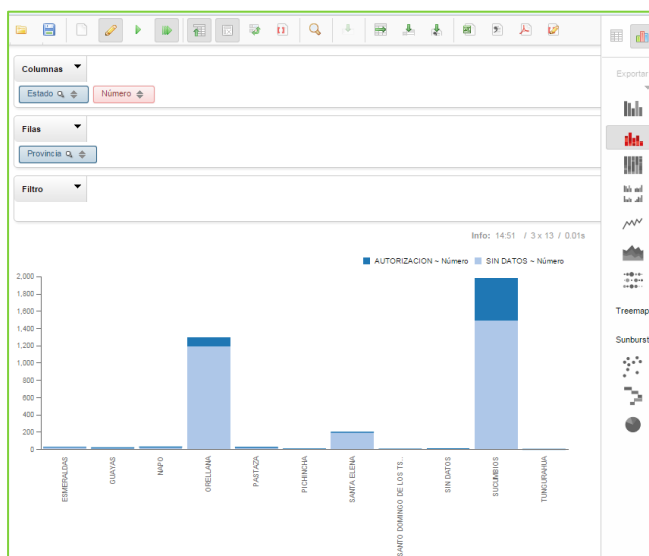 Columnas
Exportar
Estado Número
Filas
Provincia
Filtro
Info: 14:51 / 3 x 13 / 0.01s
AUTORIZACION ~ Número SIN DATOS ~ Número
2,000
1,800
1,600
1,400
1,200
1,000
800
600
400
200
0
Treemap
Sunburst
ESMERALDAS
GUAYAS
NAPO
ORELLANA
PASTAZA
PICHINCHA
SANTA ELENA
SANTO DOMINGO DE LOS TS...
SIN DATOS
SUCUMBIOS
TUNGURAHUA